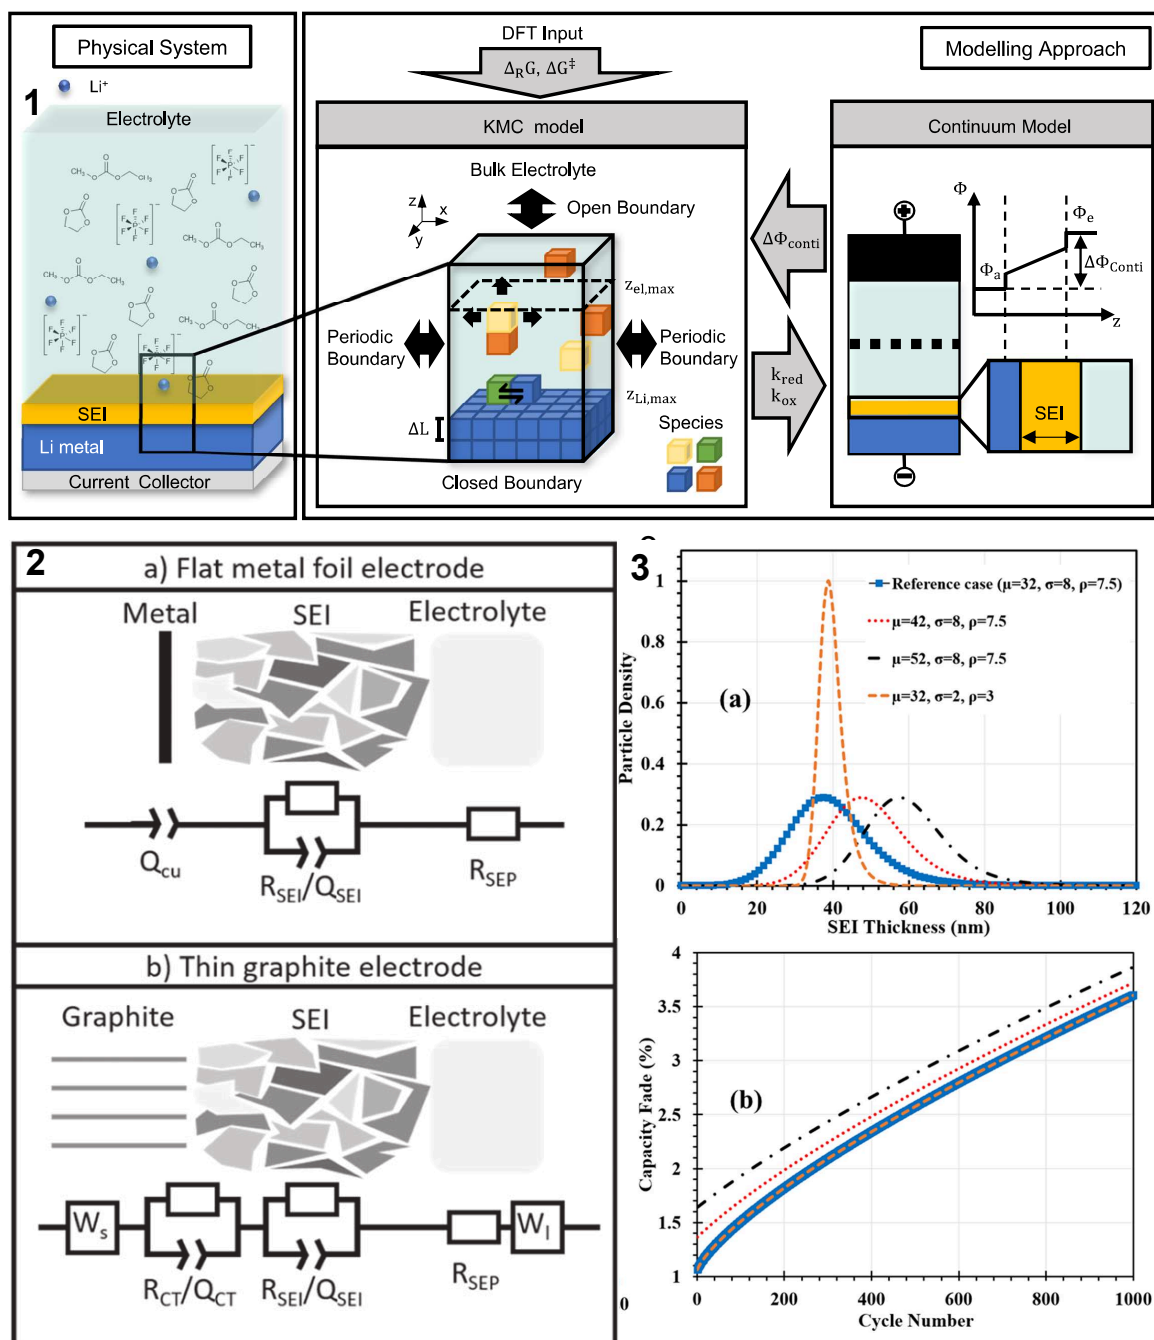 Physical System
1
Li⁺
Electrolyte
CH₃
O
O
O
CH₃
F
P
SEI
Li metal
Current Collector
DFT Input
Δ_RG, ΔG‡
Modelling Approach
KMC model
Continuum Model
Bulk Electrolyte
Open Boundary
z
x
y
z_el,max
Periodic Boundary
Periodic Boundary
z_Li,max
ΔL
Species
Closed Boundary
ΔΦ_conti
k_red
k_ox
Φ
Φ_e
Φ_a
ΔΦ_Conti
z
+
SEI
−
2
a) Flat metal foil electrode
Metal
SEI
Electrolyte
Q_cu
R_SEI/Q_SEI
R_SEP
b) Thin graphite electrode
Graphite
SEI
Electrolyte
W_s
W_l
R_CT/Q_CT
R_SEI/Q_SEI
R_SEP
3
Particle Density
1
0.8
0.6
0.4
0.2
0
Reference case (μ=32, σ=8, ρ=7.5)
μ=42, σ=8, ρ=7.5
μ=52, σ=8, ρ=7.5
μ=32, σ=2, ρ=3
(a)
0 20 40 60 80 100 120
SEI Thickness (nm)
Capacity Fade (%)
4
3.5
3
2.5
2
1.5
1
(b)
0
0 200 400 600 800 1000
Cycle Number